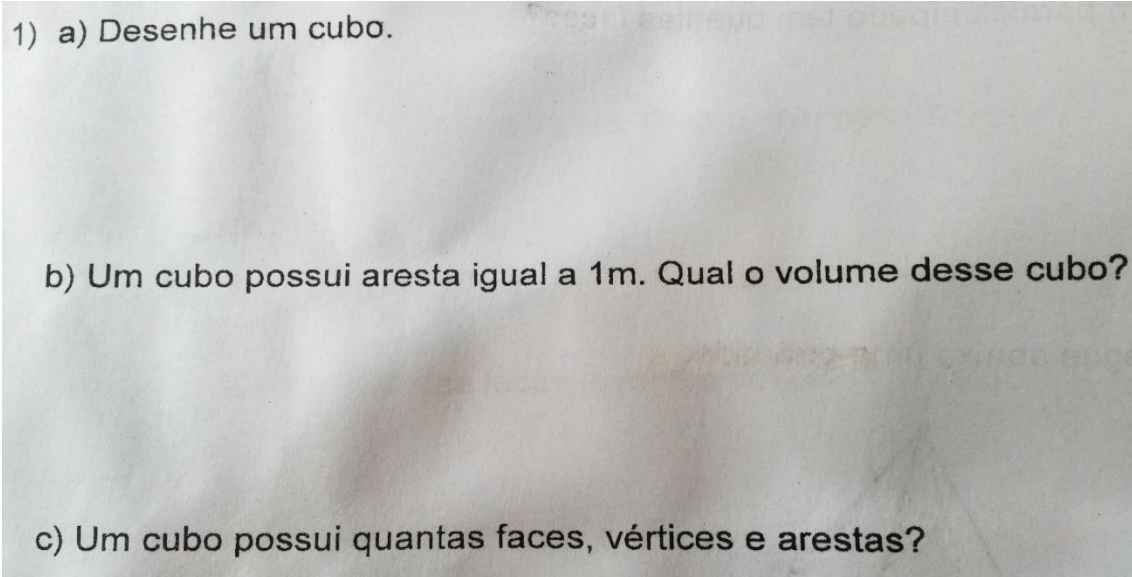 1) a) Desenhe um cubo.
b) Um cubo possui aresta igual a 1m. Qual o volume desse cubo?
c) Um cubo possui quantas faces, vértices e arestas?